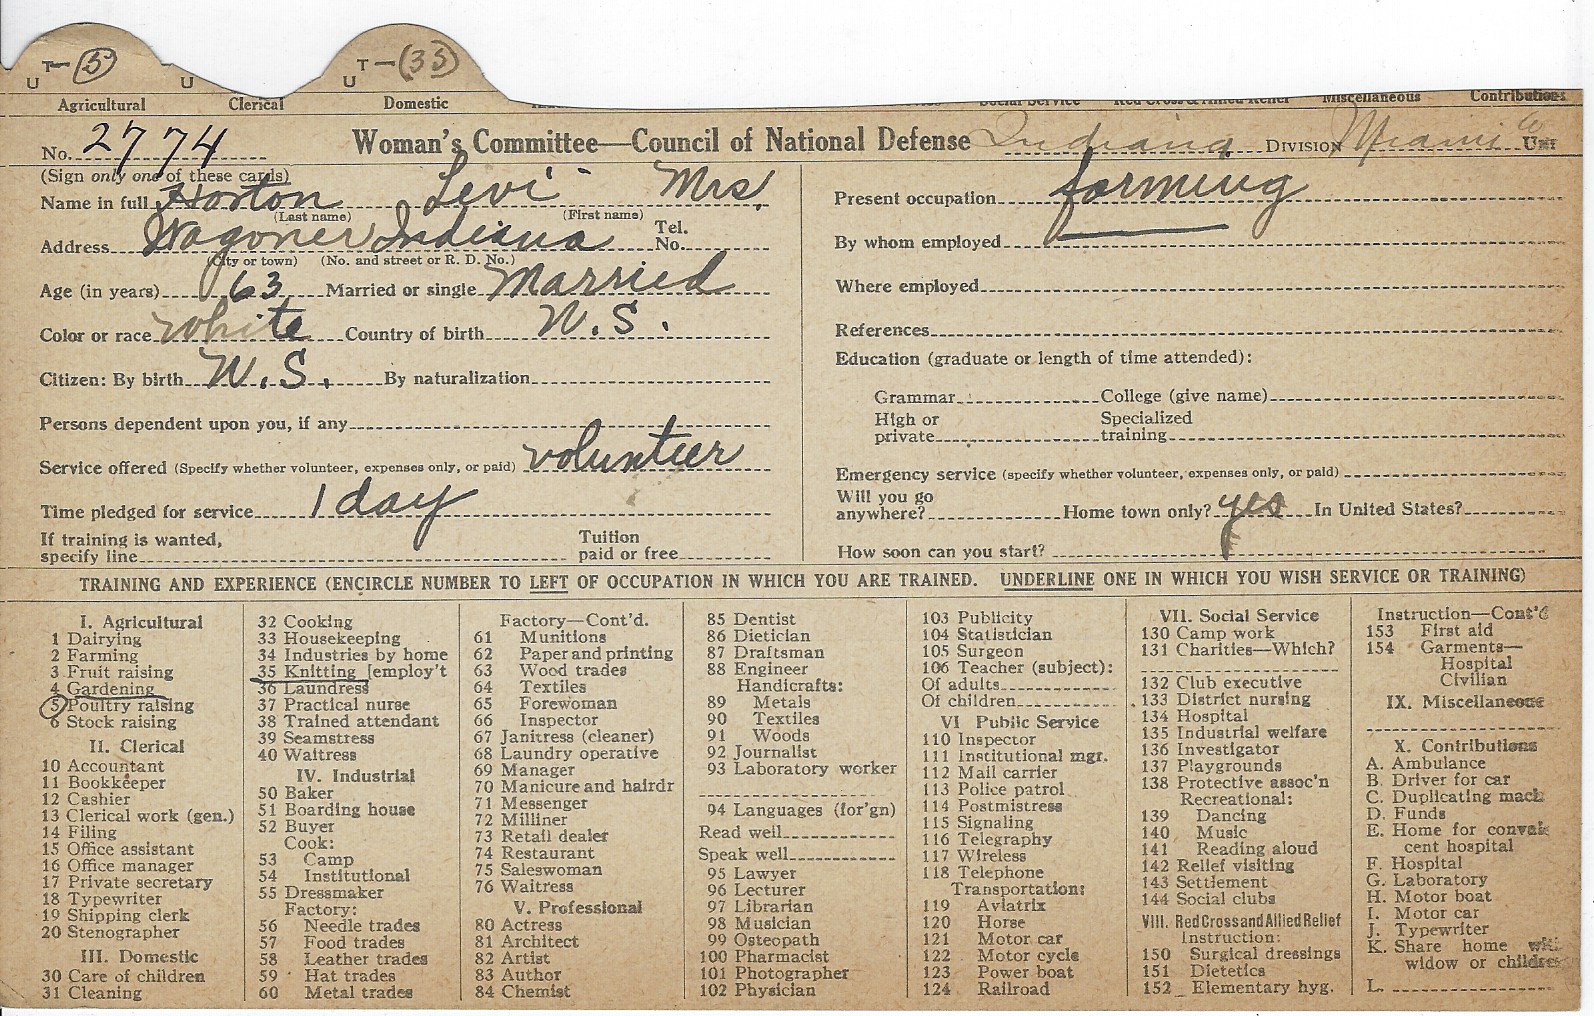 T—(5) T—(35)
U U U
Agricultural Clerical Domestic Social Service Red Cross & Allied Relief Miscellaneous Contributions
No. 2774 Woman's Committee—Council of National Defense Indiana DIVISION Miami Co Unit
(Sign only one of these cards)
Name in full Horton Levi Mrs.
(Last name) (First name)
Address Wagoner Indiana Tel. No.
(City or town) (No. and street or R. D. No.)
Age (in years) 63 Married or single Married
Color or race White Country of birth U.S.
Citizen: By birth U.S. By naturalization
Persons dependent upon you, if any
Service offered (Specify whether volunteer, expenses only, or paid) volunteer
Time pledged for service 1 day
If training is wanted, specify line Tuition paid or free
Present occupation farming
By whom employed
Where employed
References
Education (graduate or length of time attended):
Grammar College (give name)
High or private Specialized training
Emergency service (specify whether volunteer, expenses only, or paid)
Will you go anywhere? Home town only? yes In United States?
How soon can you start?
TRAINING AND EXPERIENCE (ENCIRCLE NUMBER TO LEFT OF OCCUPATION IN WHICH YOU ARE TRAINED. UNDERLINE ONE IN WHICH YOU WISH SERVICE OR TRAINING)
I. Agricultural
1 Dairying
2 Farming
3 Fruit raising
4 Gardening
5 Poultry raising
6 Stock raising
II. Clerical
10 Accountant
11 Bookkeeper
12 Cashier
13 Clerical work (gen.)
14 Filing
15 Office assistant
16 Office manager
17 Private secretary
18 Typewriter
19 Shipping clerk
20 Stenographer
III. Domestic
30 Care of children
31 Cleaning
32 Cooking
33 Housekeeping
34 Industries by home
35 Knitting [employ't
36 Laundress
37 Practical nurse
38 Trained attendant
39 Seamstress
40 Waitress
IV. Industrial
50 Baker
51 Boarding house
52 Buyer
Cook:
53 Camp
54 Institutional
55 Dressmaker
Factory:
56 Needle trades
57 Food trades
58 Leather trades
59 Hat trades
60 Metal trades
Factory—Cont'd.
61 Munitions
62 Paper and printing
63 Wood trades
64 Textiles
65 Forewoman
66 Inspector
67 Janitress (cleaner)
68 Laundry operative
69 Manager
70 Manicure and hairdr
71 Messenger
72 Milliner
73 Retail dealer
74 Restaurant
75 Saleswoman
76 Waitress
V. Professional
80 Actress
81 Architect
82 Artist
83 Author
84 Chemist
85 Dentist
86 Dietician
87 Draftsman
88 Engineer
Handicrafts:
89 Metals
90 Textiles
91 Woods
92 Journalist
93 Laboratory worker
94 Languages (for'gn)
Read well
Speak well
95 Lawyer
96 Lecturer
97 Librarian
98 Musician
99 Osteopath
100 Pharmacist
101 Photographer
102 Physician
103 Publicity
104 Statistician
105 Surgeon
106 Teacher (subject):
Of adults
Of children
VI Public Service
110 Inspector
111 Institutional mgr.
112 Mail carrier
113 Police patrol
114 Postmistress
115 Signaling
116 Telegraphy
117 Wireless
118 Telephone
Transportation:
119 Aviatrix
120 Horse
121 Motor car
122 Motor cycle
123 Power boat
124 Railroad
VII. Social Service
130 Camp work
131 Charities—Which?
132 Club executive
133 District nursing
134 Hospital
135 Industrial welfare
136 Investigator
137 Playgrounds
138 Protective assoc'n
Recreational:
139 Dancing
140 Music
141 Reading aloud
142 Relief visiting
143 Settlement
144 Social clubs
VIII. Red Cross and Allied Relief
Instruction:
150 Surgical dressings
151 Dietetics
152 Elementary hyg.
Instruction—Cont'd
153 First aid
154 Garments—
Hospital
Civilian
IX. Miscellaneous
X. Contributions
A. Ambulance
B. Driver for car
C. Duplicating mach
D. Funds
E. Home for convales
cent hospital
F. Hospital
G. Laboratory
H. Motor boat
I. Motor car
J. Typewriter
K. Share home with
widow or children
L.